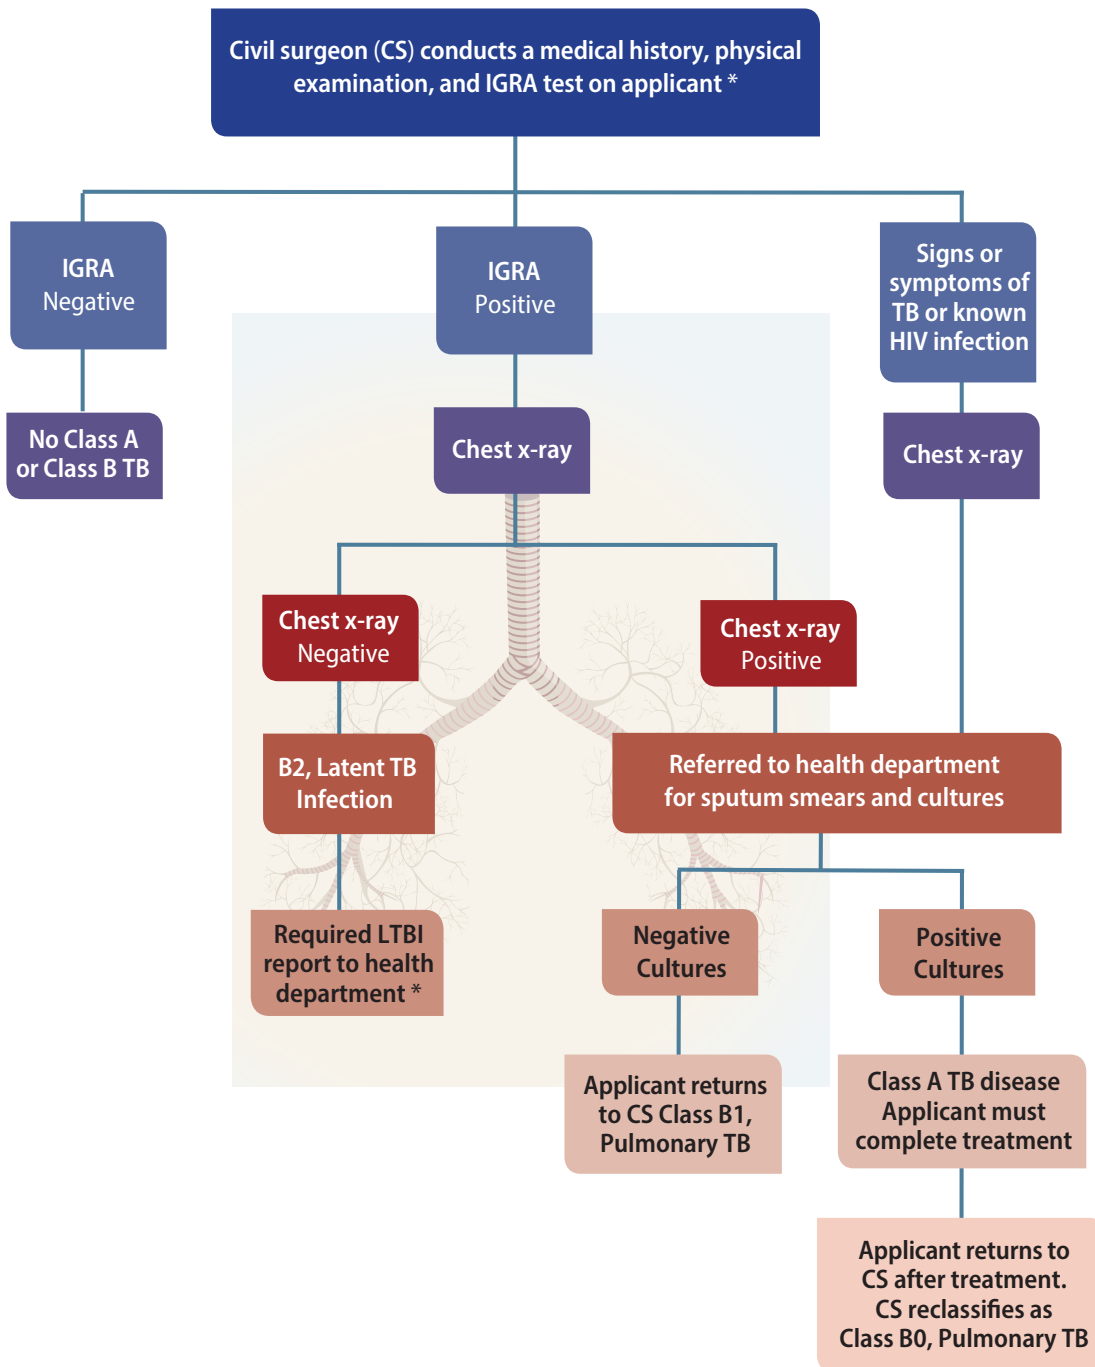 Civil surgeon (CS) conducts a medical history, physical
examination, and IGRA test on applicant *
IGRA
Negative
IGRA
Positive
Signs or
symptoms of
TB or known
HIV infection
No Class A
or Class B TB
Chest x-ray
Chest x-ray
Chest x-ray
Negative
Chest x-ray
Positive
B2, Latent TB
Infection
Referred to health department
for sputum smears and cultures
Required LTBI
report to health
department *
Negative
Cultures
Positive
Cultures
Applicant returns
to CS Class B1,
Pulmonary TB
Class A TB disease
Applicant must
complete treatment
Applicant returns to
CS after treatment.
CS reclassifies as
Class B0, Pulmonary TB